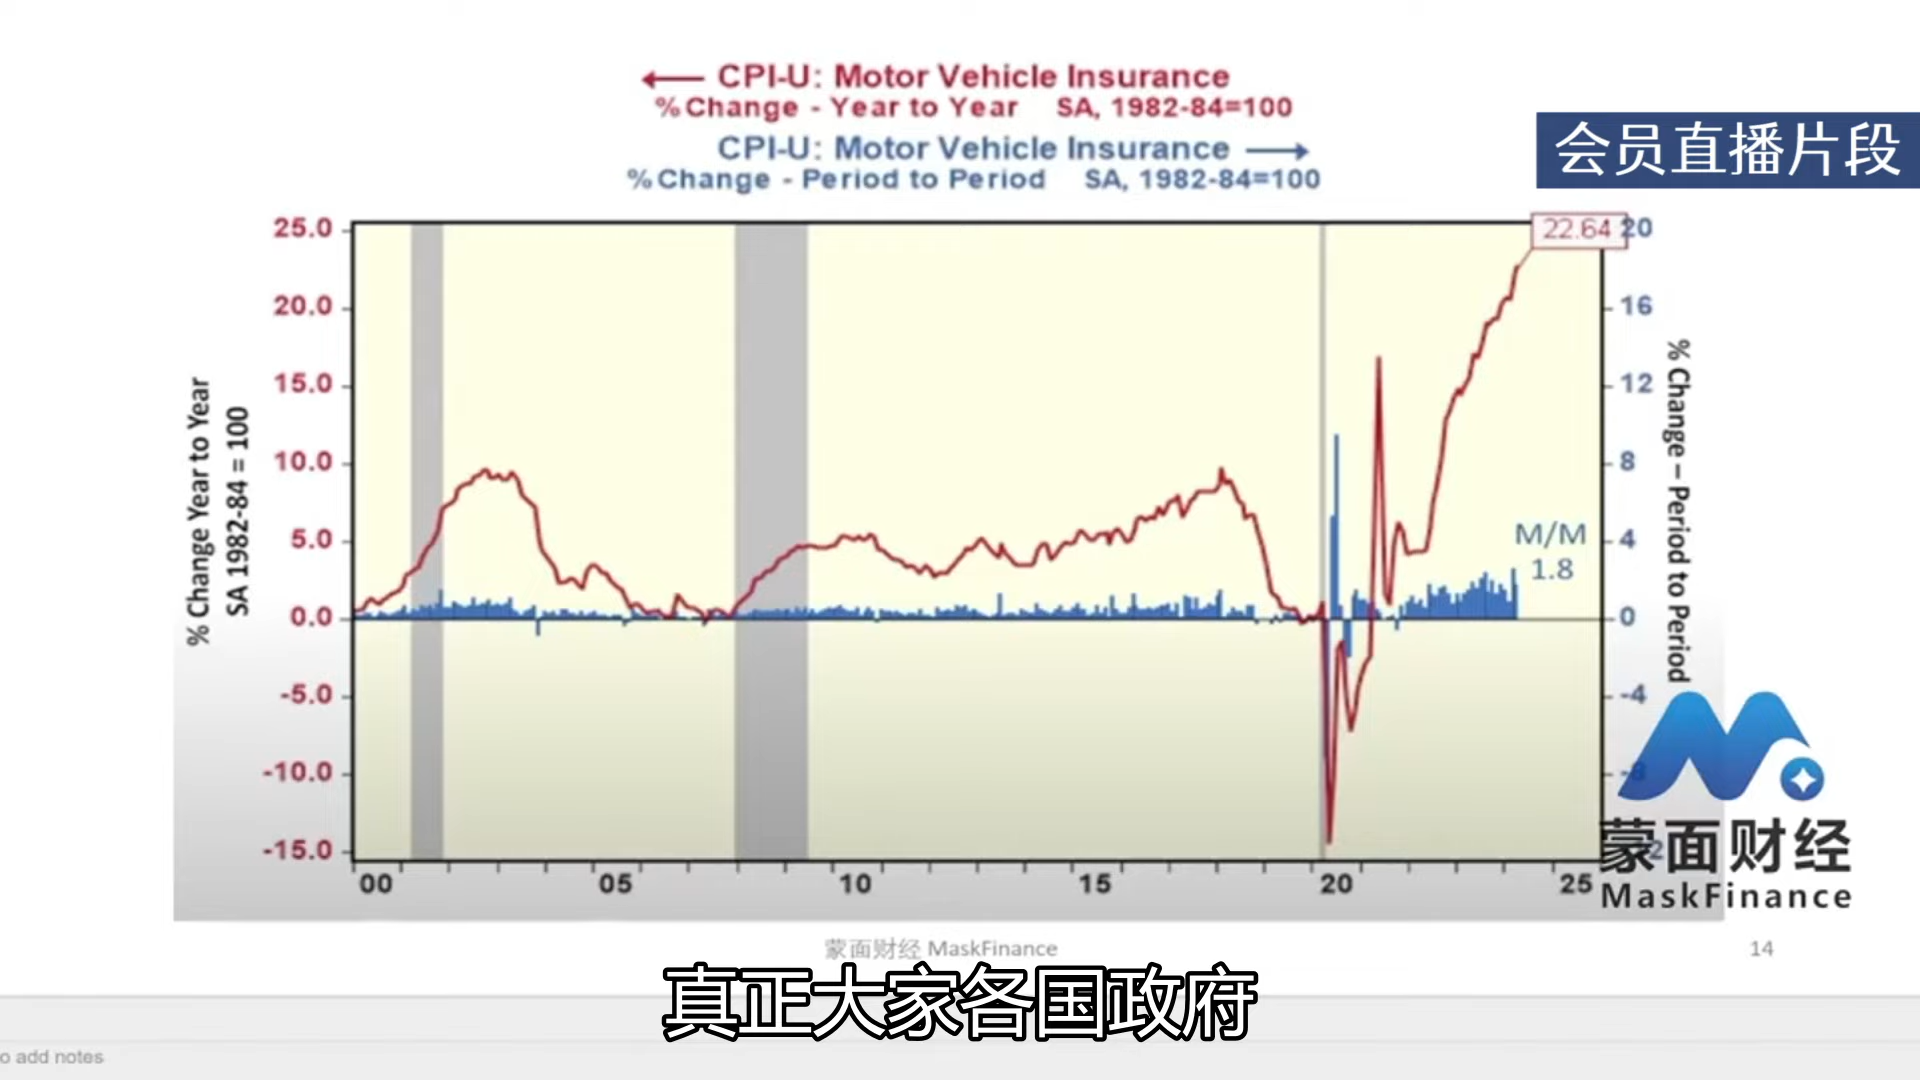 CPI-U: Motor Vehicle Insurance
%Change - Year to Year SA, 1982-84=100
CPI-U: Motor Vehicle Insurance
%Change - Period to Period SA, 1982-84=100
会员直播片段
25.0
20.0
15.0
10.0
5.0
0.0
-5.0
-10.0
-15.0
% Change Year to Year
SA 1982-84 = 100
22.64
20
16
12
8
4
0
-4
-8
% Change – Period to Period
M/M
1.8
00 05 10 15 20 25
蒙面财经
MaskFinance
蒙面财经 MaskFinance
14
真正大家各国政府
o add notes